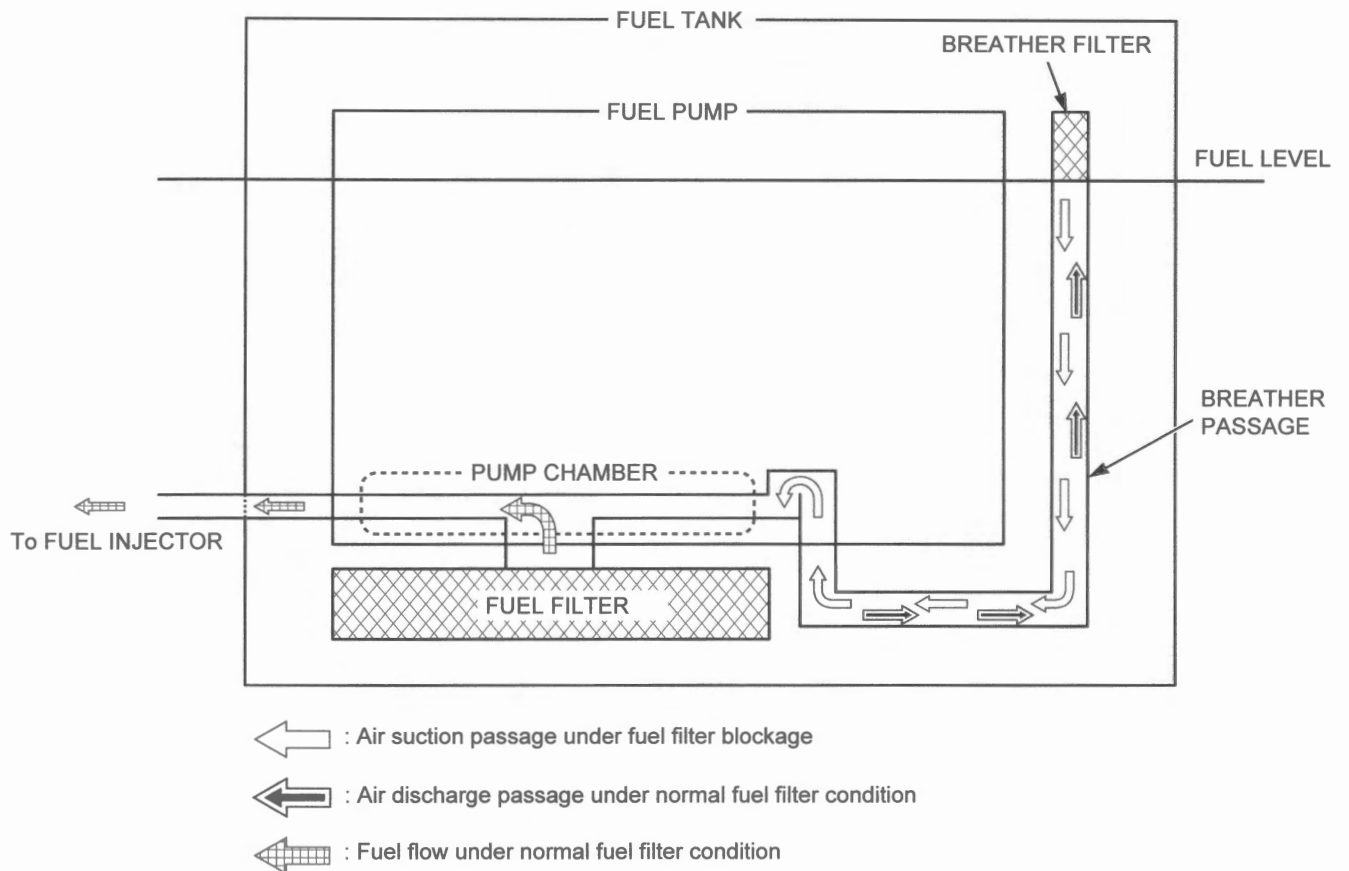 FUEL TANK
BREATHER FILTER
FUEL PUMP
FUEL LEVEL
BREATHER
PASSAGE
PUMP CHAMBER
To FUEL INJECTOR
FUEL FILTER
: Air suction passage under fuel filter blockage
: Air discharge passage under normal fuel filter condition
: Fuel flow under normal fuel filter condition